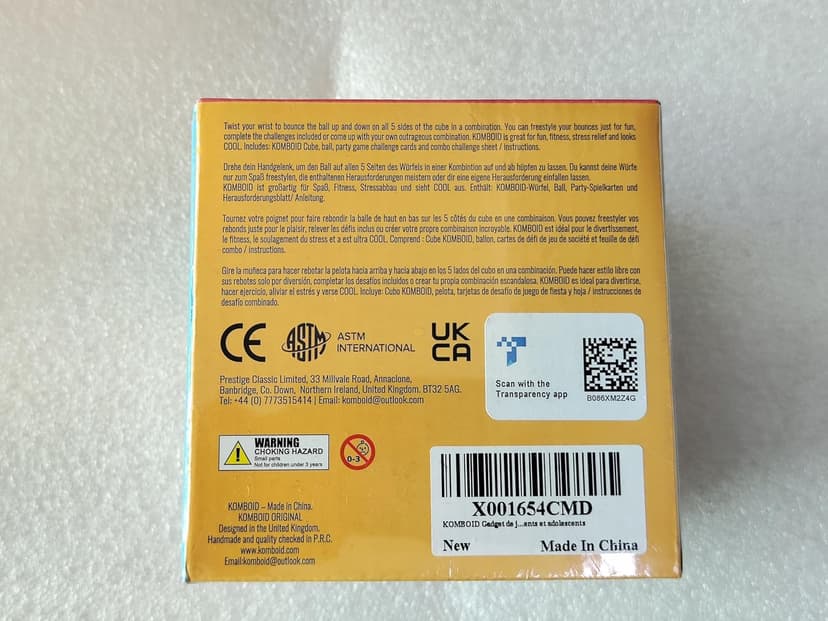 Twist your wrist to bounce the ball up and down on all 5 sides of the cube in a combination. You can freestyle your bounces just for fun,
complete the challenges included or come up with your own outrageous combination. KOMBOID is great for fun, fitness, stress relief and looks
COOL. Includes: KOMBOID Cube, ball, party game challenge cards and combo challenge sheet / instructions.
Drehe dein Handgelenk, um den Ball auf allen 5 Seiten des Würfels in einer Kombintion auf und ab hüpfen zu lassen. Du kannst deine Würfe
nur zum Spaß freestylen, die enthaltenen Herausforderungen meistern oder dir eine eigene Herausforderung einfallen lassen.
KOMBOID ist großartig für Spaß, Fitness, Stressabbau und sieht COOL aus. Enthält: KOMBOID-Würfel, Ball, Party-Spielkarten und
Herausforderungsblatt/ Anleitung.
Tournez votre poignet pour faire rebondir la balle de haut en bas sur les 5 côtés du cube en une combinaison. Vous pouvez freestyler vos
rebonds juste pour le plaisir, relever les défis inclus ou créer votre propre combinaison incroyable. KOMBOID est idéal pour le divertissement,
le fitness, le soulagement du stress et a est ultra COOL. Comprend : Cube KOMBOID, ballon, cartes de défi de jeu de société et feuille de défi
combo / instructions.
Gire la muñeca para hacer rebotar la pelota hacia arriba y hacia abajo en los 5 lados del cubo en una combinación. Puede hacer estilo libre con
sus rebotes solo por diversión, completar los desafíos incluidos o crear tu propia combinación escandalosa. KOMBOID es ideal para divertirse,
hacer ejercicio, aliviar el estrés y verse COOL. Incluye: Cubo KOMBOID, pelota, tarjetas de desafío de juego de fiesta y hoja / instrucciones de
desafío combinado.
CE
ASTM
ASTM
INTERNATIONAL
UK
CA
Scan with the
Transparency app
B086XM2Z4G
Prestige Classic Limited, 33 Millvale Road, Annaclone,
Banbridge, Co. Down, Northern Ireland, United Kingdom. BT32 5AG.
Tel: +44 (0) 7773515414 | Email: komboid@outlook.com
WARNING
CHOKING HAZARD
Small parts
Not for children under 3 years
0-3
X001654CMD
KOMBOID Gadget de j...ents et adolescents
New
Made In China
KOMBOID – Made in China.
KOMBOID ORIGINAL
Designed in the United Kingdom.
Handmade and quality checked in P.R.C.
www.komboid.com
Email:komboid@outlook.com